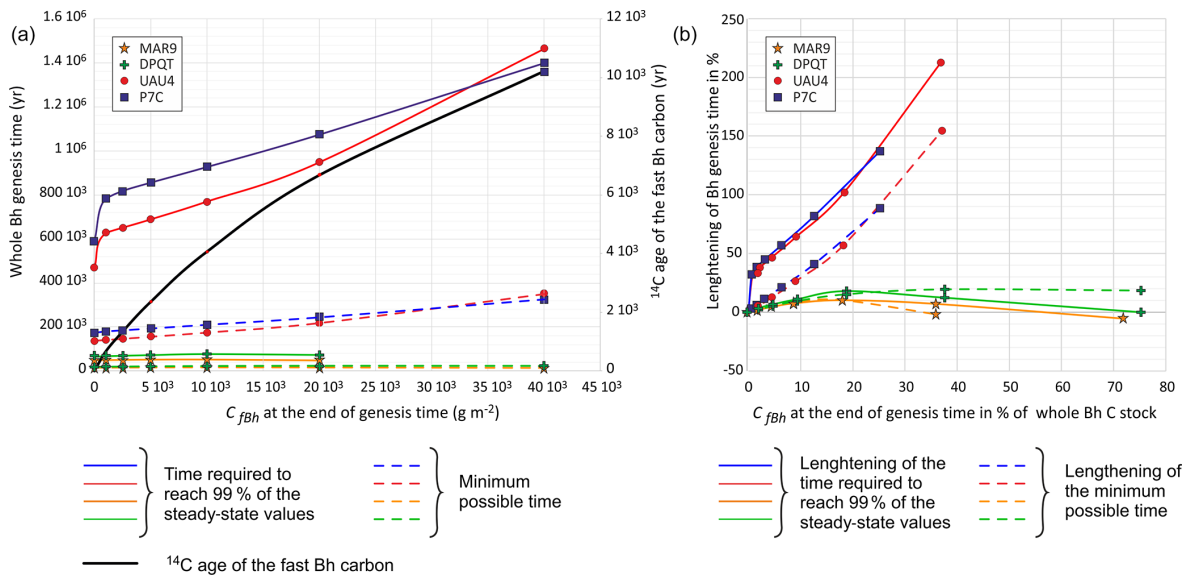 (a)
MAR9
DPQT
UAU4
P7C
Whole Bh genesis time (yr)
1.6 10⁶
1.4 10⁶
1.2 10⁶
1 10⁶
800 10³
600 10³
400 10³
200 10³
0
12 10³
10 10³
8 10³
6 10³
4 10³
2 10³
0
¹⁴C age of the fast Bh carbon (yr)
0 5 10³ 10 10³ 15 10³ 20 10³ 25 10³ 30 10³ 35 10³ 40 10³ 45 10³
C fBh at the end of genesis time (g m⁻²)
(b)
MAR9
DPQT
UAU4
P7C
Lenghtening of Bh genesis time in %
250
200
150
100
50
0
-50
0 10 20 30 40 50 60 70 80
C fBh at the end of genesis time in % of whole Bh C stock
Time required to
reach 99 % of the
steady-state values
Minimum
possible time
¹⁴C age of the fast Bh carbon
Lenghtening of the
time required to
reach 99 % of the
steady-state values
Lengthening of
the minimum
possible time